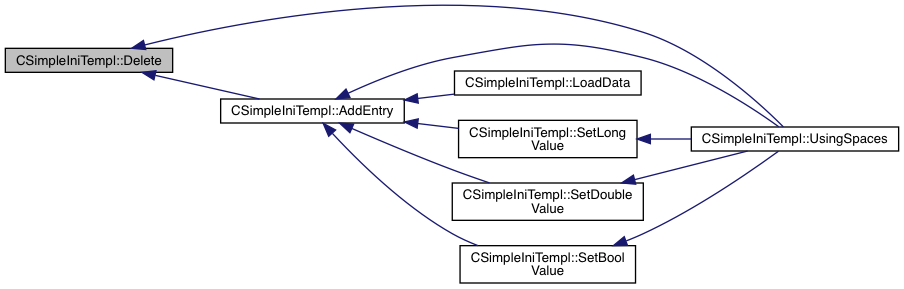 CSimpleIniTempl::Delete
CSimpleIniTempl::AddEntry
CSimpleIniTempl::LoadData
CSimpleIniTempl::SetLong
Value
CSimpleIniTempl::SetDouble
Value
CSimpleIniTempl::SetBool
Value
CSimpleIniTempl::UsingSpaces